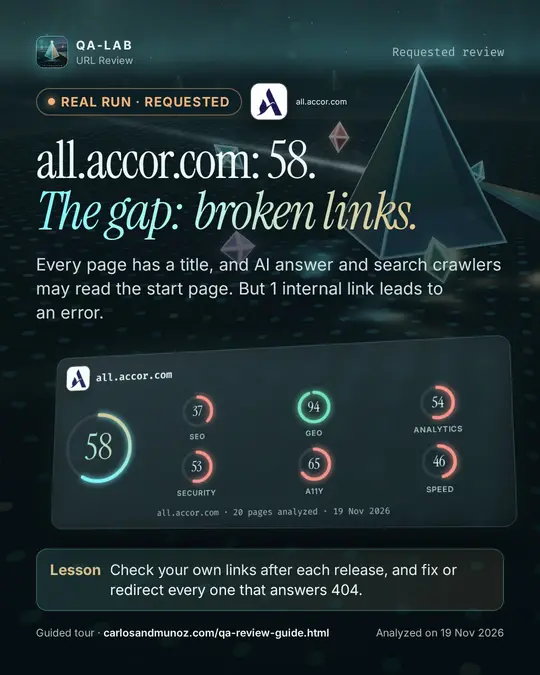 QA-LAB
URL Review
Requested review
REAL RUN · REQUESTED
all.accor.com
all.accor.com: 58.
The gap: broken links.
Every page has a title, and AI answer and search crawlers
may read the start page. But 1 internal link leads to
an error.
all.accor.com
58
37
SEO
94
GEO
54
ANALYTICS
53
SECURITY
65
A11Y
46
SPEED
all.accor.com · 20 pages analyzed · 19 Nov 2026
Lesson Check your own links after each release, and fix or
redirect every one that answers 404.
Guided tour · carlosandmunoz.com/qa-review-guide.html
Analyzed on 19 Nov 2026